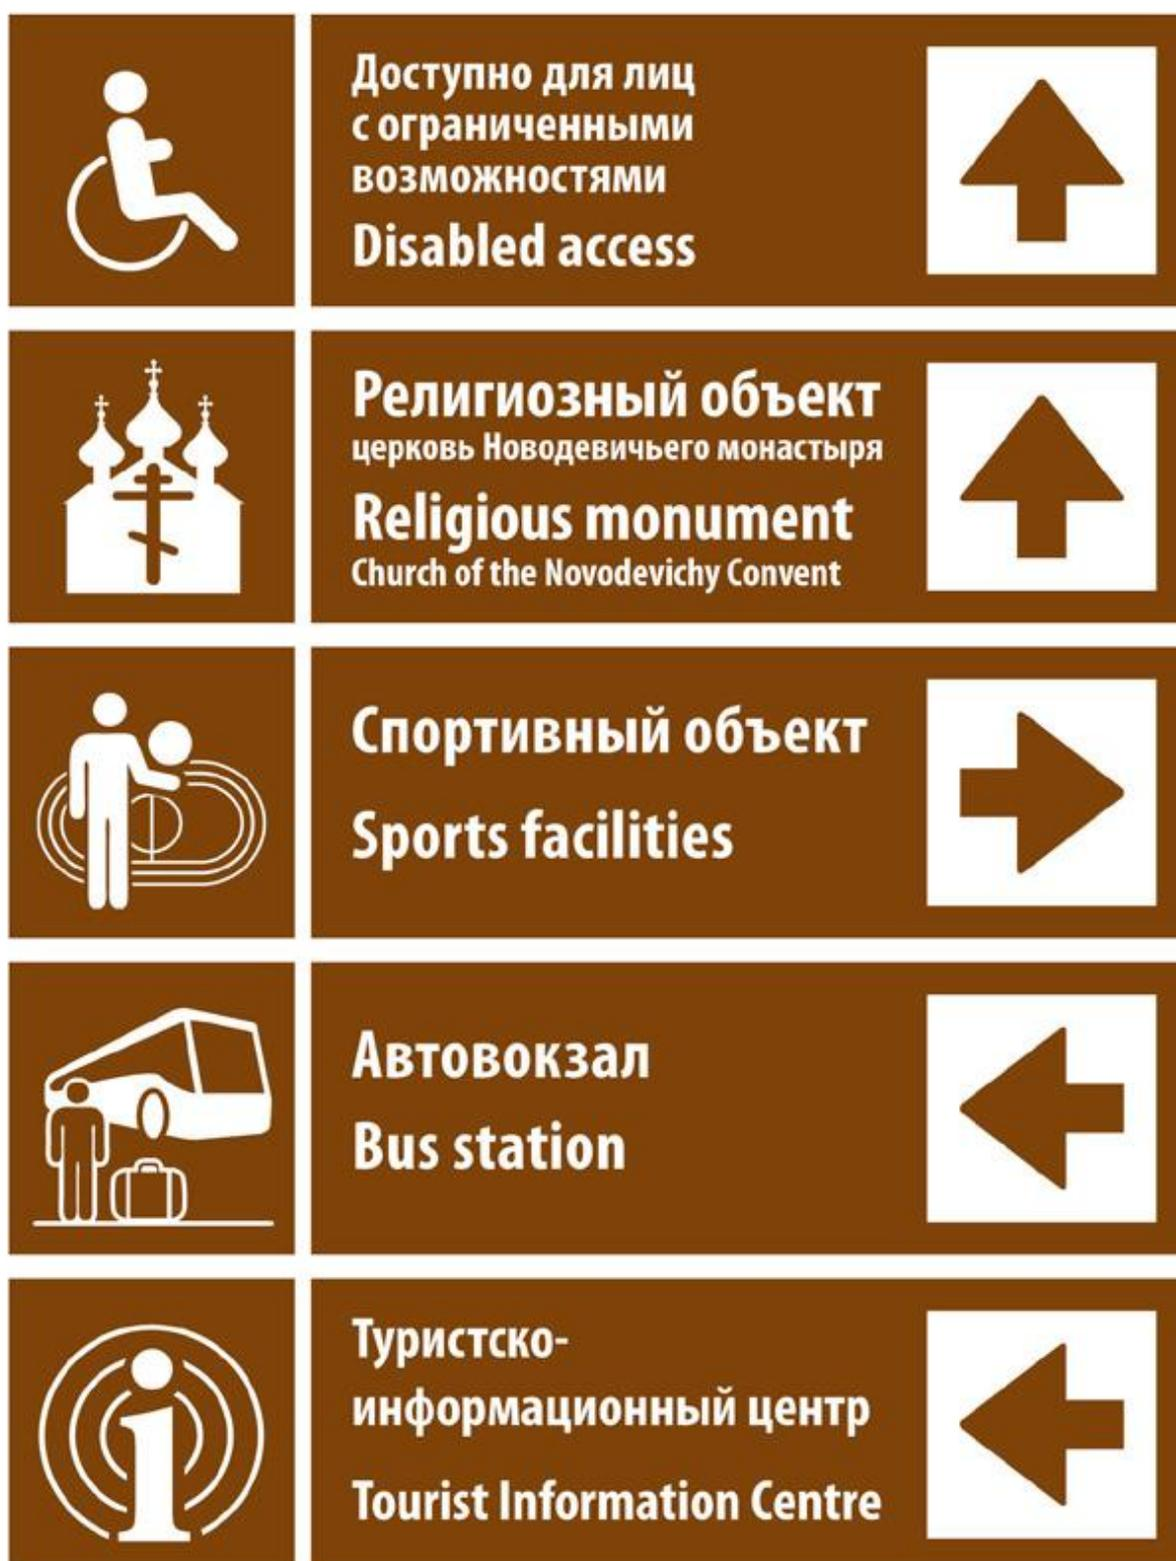 Доступно для лиц
с ограниченными
возможностями
Disabled access
Религиозный объект
церковь Новодевичьего монастыря
Religious monument
Church of the Novodevichy Convent
Спортивный объект
Sports facilities
Автовокзал
Bus station
Туристско-
информационный центр
Tourist Information Centre